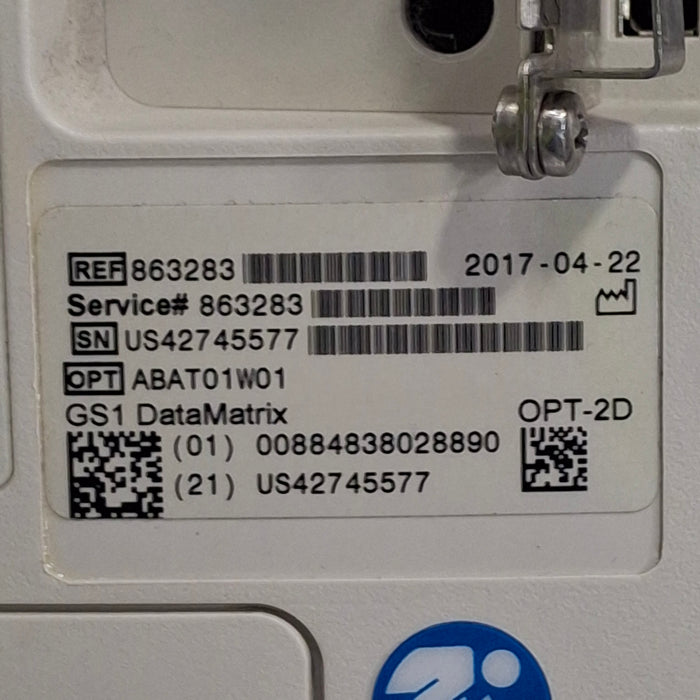 REF 863283 2017-04-22
Service# 863283
SN US42745577
OPT ABAT01W01
GS1 DataMatrix OPT-2D
(01) 00884838028890
(21) US42745577